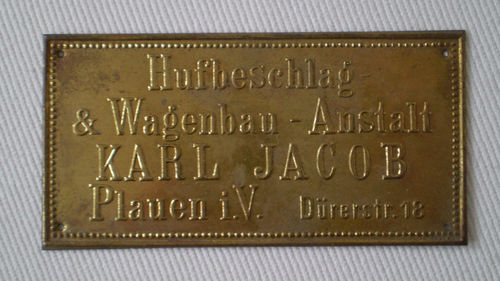 Hufbeschlag-
& Wagenbau-Anstalt
KARL JACOB
Plauen i.V. Dürerstr. 18